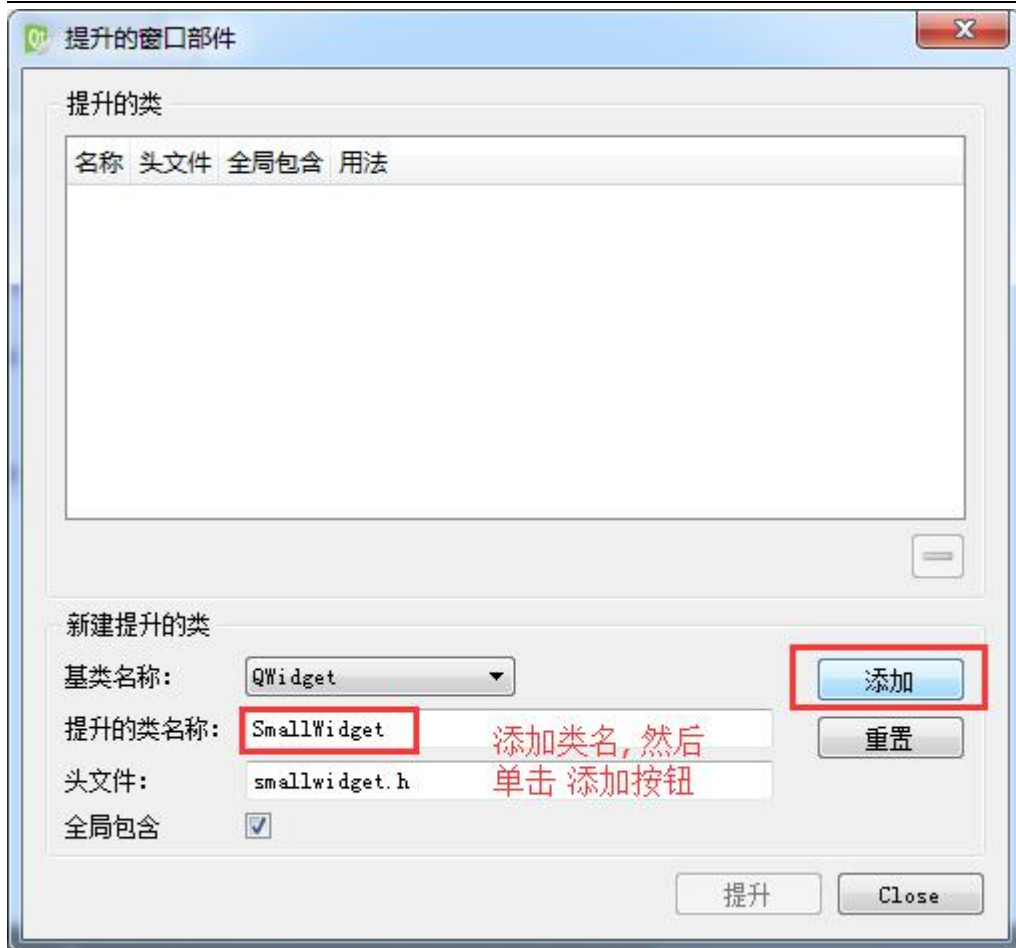 提升的窗口部件
提升的类
名称 头文件 全局包含 用法
新建提升的类
基类名称: QWidget 添加
提升的类名称: SmallWidget 添加类名, 然后 重置
头文件: smallwidget.h 单击 添加按钮
全局包含
提升 Close